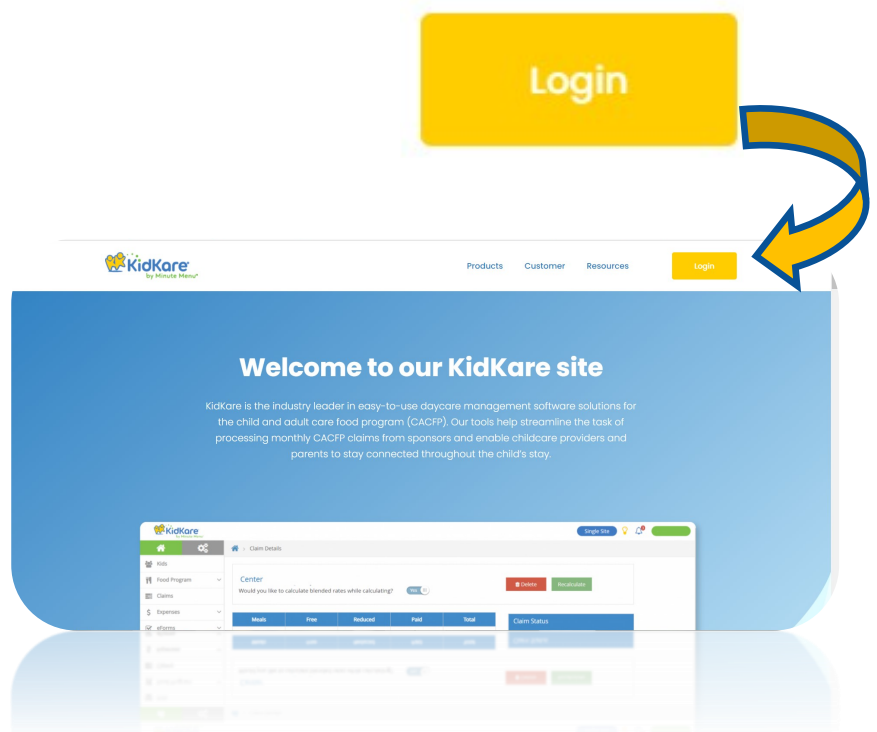 Login
KidKare
by Minute Menu
Products Customer Resources Login
Welcome to our KidKare site
KidKare is the industry leader in easy-to-use daycare management software solutions for
the child and adult care food program (CACFP). Our tools help streamline the task of
processing monthly CACFP claims from sponsors and enable childcare providers and
parents to stay connected throughout the child's stay.
KidKare
by Minute Menu
Single Site
Claim Details
Kids
Food Program
Claims
Expenses
eForms
Center
Would you like to calculate blended rates while calculating? Yes
Delete Recalculate
Meals Free Reduced Paid Total
Claim Status